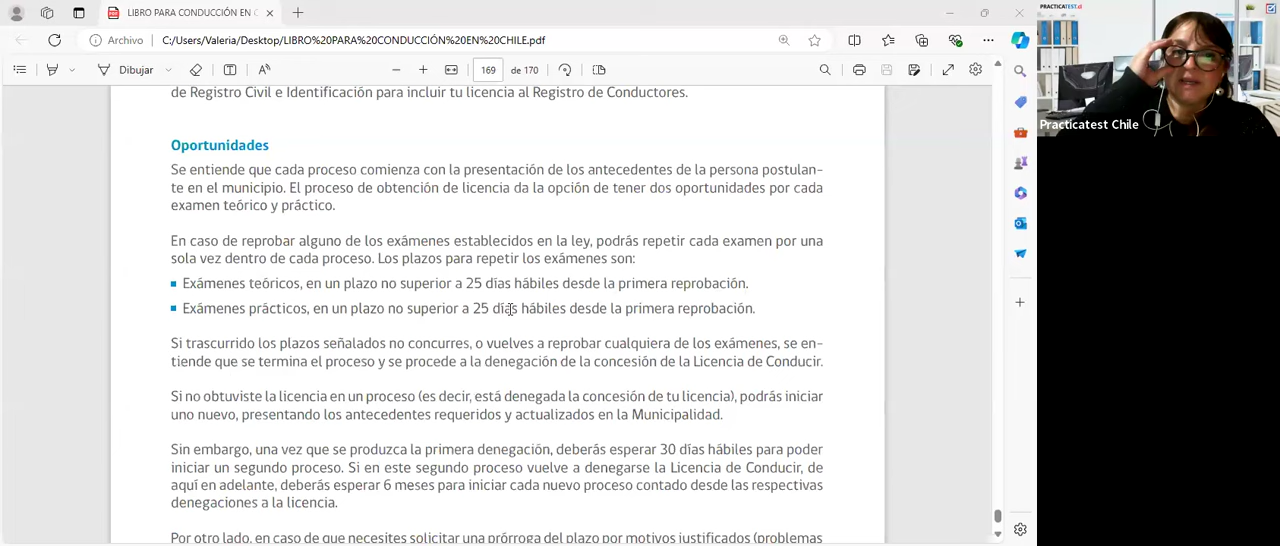 LIBRO PARA CONDUCCIÓN EN C
Archivo
C:/Users/Valeria/Desktop/LIBRO%20PARA%20CONDUCCIÓN%20EN%20CHILE.pdf
Dibujar
169
de 170
PRACTICATEST.cl
Practicatest Chile
de Registro Civil e Identificación para incluir tu licencia al Registro de Conductores.
Oportunidades
Se entiende que cada proceso comienza con la presentación de los antecedentes de la persona postulan-
te en el municipio. El proceso de obtención de licencia da la opción de tener dos oportunidades por cada
examen teórico y práctico.
En caso de reprobar alguno de los exámenes establecidos en la ley, podrás repetir cada examen por una
sola vez dentro de cada proceso. Los plazos para repetir los exámenes son:
Exámenes teóricos, en un plazo no superior a 25 días hábiles desde la primera reprobación.
Exámenes prácticos, en un plazo no superior a 25 días hábiles desde la primera reprobación.
Si trascurrido los plazos señalados no concurres, o vuelves a reprobar cualquiera de los exámenes, se en-
tiende que se termina el proceso y se procede a la denegación de la concesión de la Licencia de Conducir.
Si no obtuviste la licencia en un proceso (es decir, está denegada la concesión de tu licencia), podrás iniciar
uno nuevo, presentando los antecedentes requeridos y actualizados en la Municipalidad.
Sin embargo, una vez que se produzca la primera denegación, deberás esperar 30 días hábiles para poder
iniciar un segundo proceso. Si en este segundo proceso vuelve a denegarse la Licencia de Conducir, de
aquí en adelante, deberás esperar 6 meses para iniciar cada nuevo proceso contado desde las respectivas
denegaciones a la licencia.
Por otro lado, en caso de que necesites solicitar una prórroga del plazo por motivos justificados (problemas